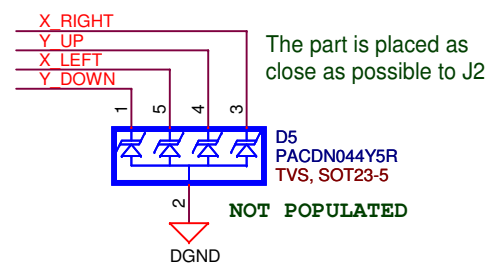 X_RIGHT
Y_UP
X_LEFT
Y_DOWN
The part is placed as
close as possible to J2
1
5
4
3
D5
PACDN044Y5R
TVS, SOT23-5
2
NOT POPULATED
DGND